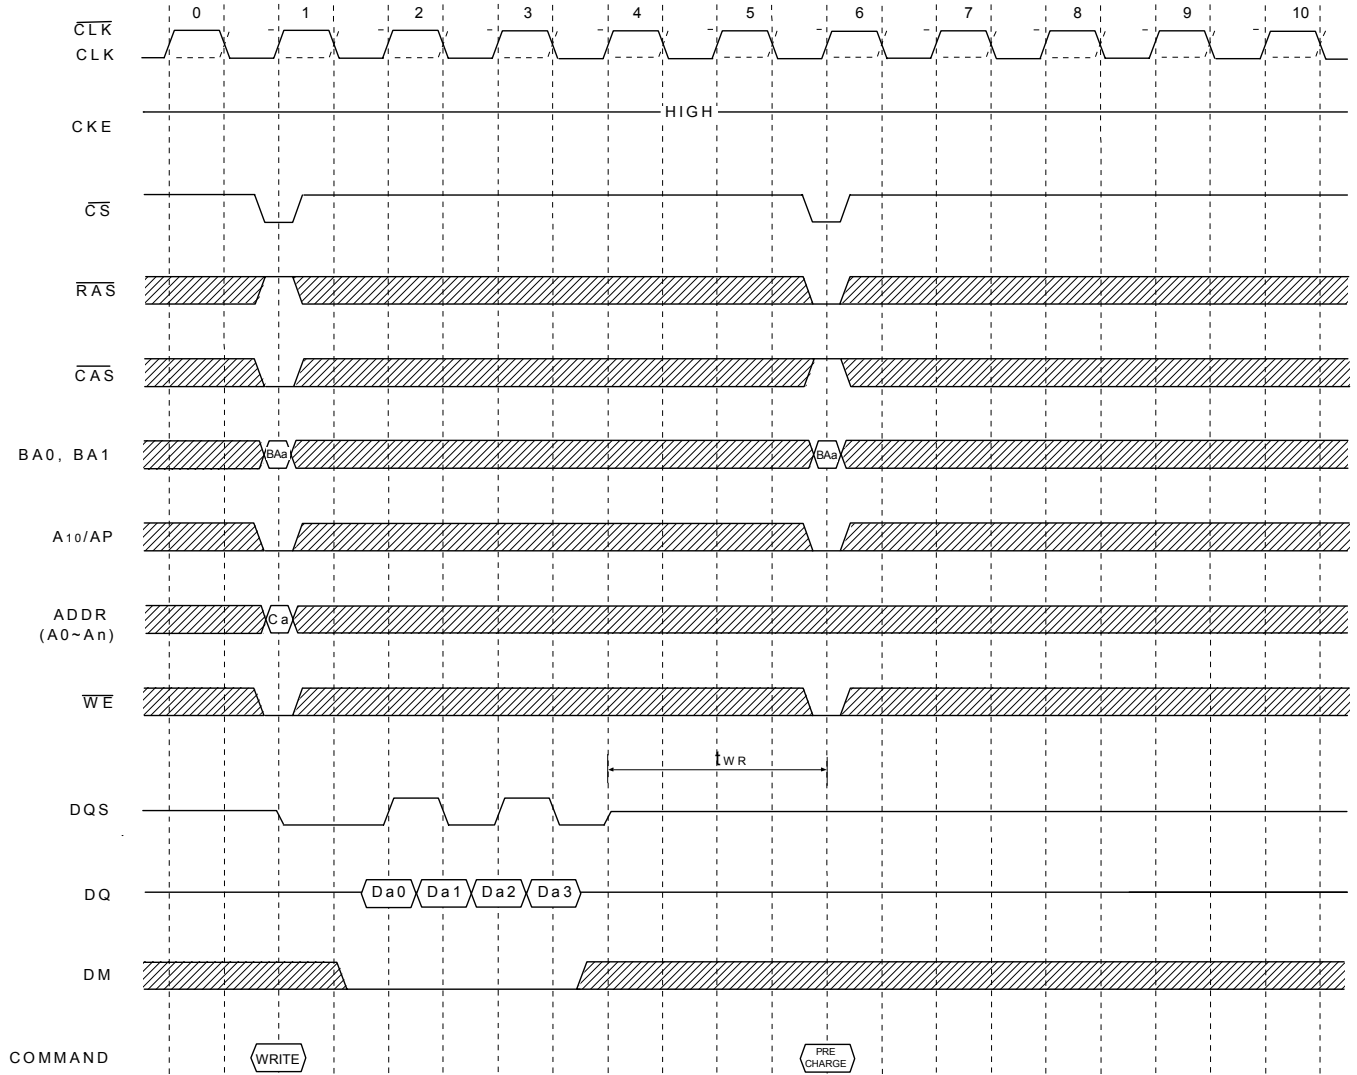 0 1 2 3 4 5 6 7 8 9 10
CLK
CLK
HIGH
CKE
CS
RAS
CAS
BA0, BA1 BAa BAa
A10/AP
ADDR Ca
(A0~An)
WE
tWR
DQS
DQ Da0 Da1 Da2 Da3
DM
COMMAND WRITE PRE
CHARGE